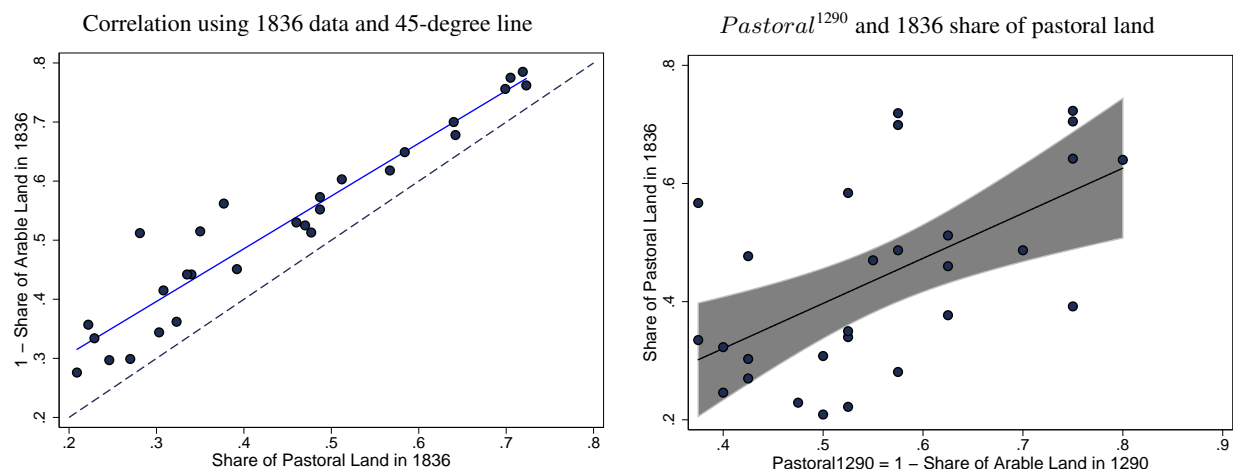 Correlation using 1836 data and 45-degree line
1 − Share of Arable Land in 1836
.8
.7
.6
.5
.4
.3
.2
.2 .3 .4 .5 .6 .7 .8
Share of Pastoral Land in 1836
Pastoral¹²⁹⁰ and 1836 share of pastoral land
Share of Pastoral Land in 1836
.8
.6
.4
.2
.4 .5 .6 .7 .8 .9
Pastoral1290 = 1 − Share of Arable Land in 1290